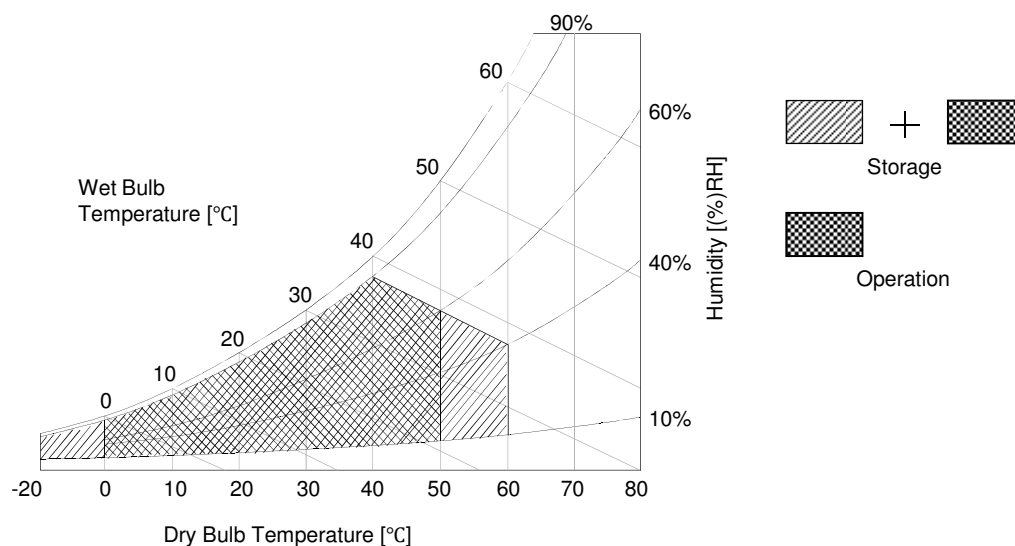 90%
60
60%
50
Wet Bulb
Temperature [℃]
Humidity [(%)RH]
Storage
40
40%
30
Operation
20
10
0
10%
-20 0 10 20 30 40 50 60 70 80
Dry Bulb Temperature [℃]